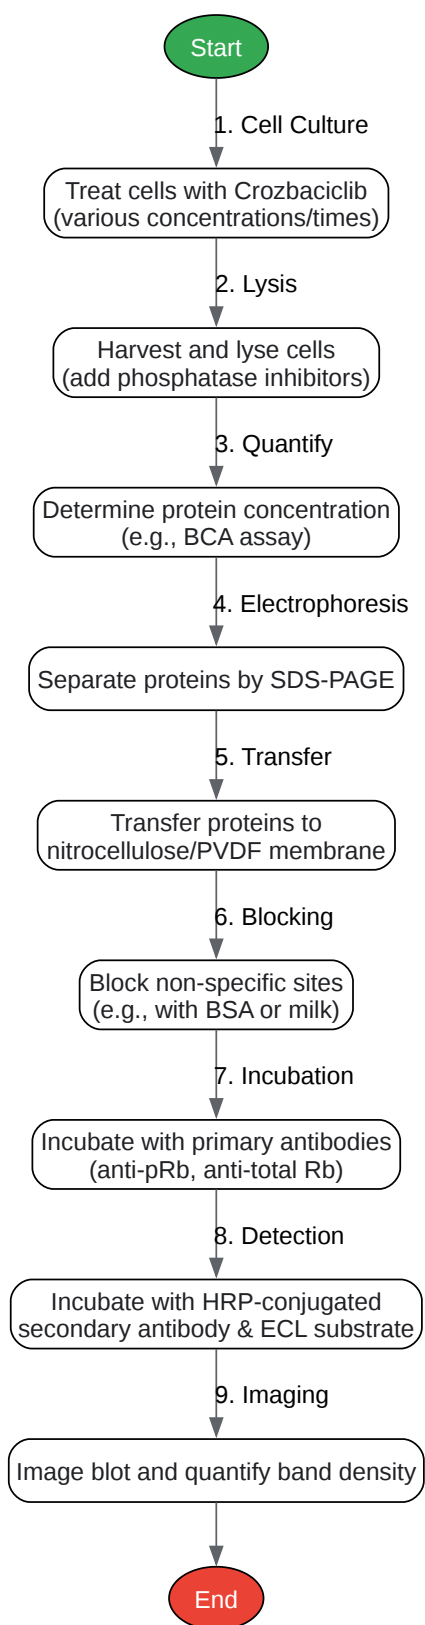 Start
1. Cell Culture
Treat cells with Crozbaciclib
(various concentrations/times)
2. Lysis
Harvest and lyse cells
(add phosphatase inhibitors)
3. Quantify
Determine protein concentration
(e.g., BCA assay)
4. Electrophoresis
Separate proteins by SDS-PAGE
5. Transfer
Transfer proteins to
nitrocellulose/PVDF membrane
6. Blocking
Block non-specific sites
(e.g., with BSA or milk)
7. Incubation
Incubate with primary antibodies
(anti-pRb, anti-total Rb)
8. Detection
Incubate with HRP-conjugated
secondary antibody & ECL substrate
9. Imaging
Image blot and quantify band density
End